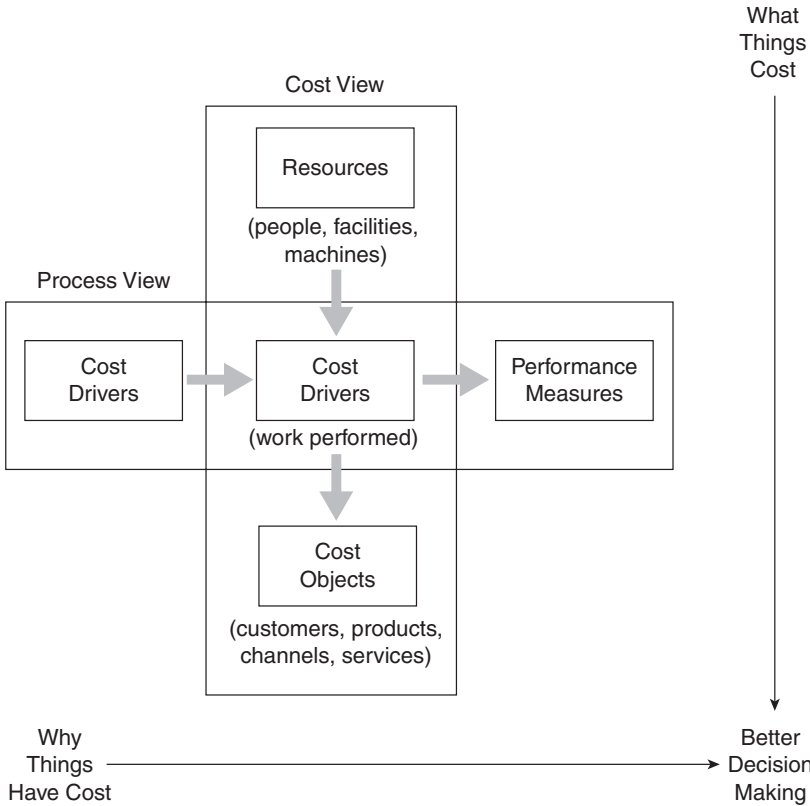 What
Things
Cost
Cost View
Resources
(people, facilities,
machines)
Process View
Cost
Drivers
Cost
Drivers
(work performed)
Performance
Measures
Cost
Objects
(customers, products,
channels, services)
Why
Things
Have Cost
Better
Decision
Making